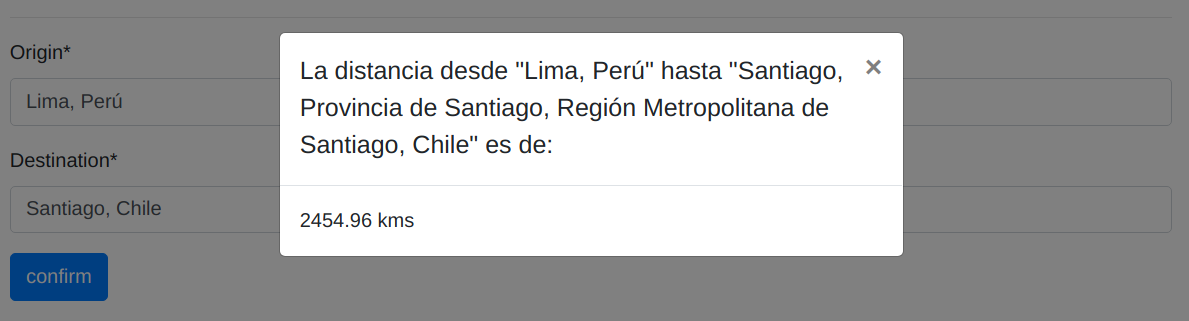 Origin*
Lima, Perú
Destination*
Santiago, Chile
confirm
La distancia desde "Lima, Perú" hasta "Santiago,
Provincia de Santiago, Región Metropolitana de
Santiago, Chile" es de:
×
2454.96 kms